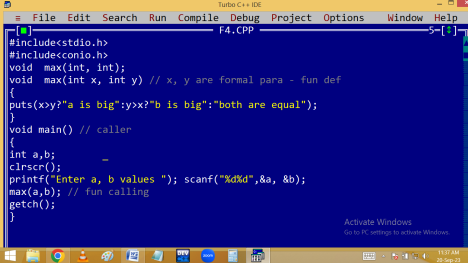 Turbo C++ IDE
≡ File Edit Search Run Compile Debug Project Options Window Help
[■] F4.CPP 5=[↕]
#include<stdio.h>
#include<conio.h>
void  max(int, int);
void  max(int x, int y) // x, y are formal para - fun def
{
puts(x>y?"a is big":y>x?"b is big":"both are equal");
}
void main() // caller
{
int a,b;
clrscr();
printf("Enter a, b values "); scanf("%d%d",&a, &b);
max(a,b); // fun calling
getch();
}
Activate Windows
Go to PC settings to activate Windows.
DEV
zoom
11:37 AM
20-Sep-23